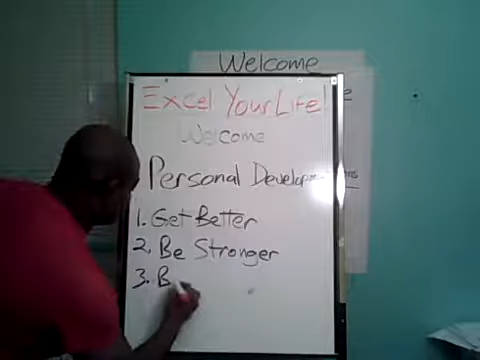 Welcome
Excel Your Life!
Welcome
Personal Develop
1. Get Better
2. Be Stronger
3. B